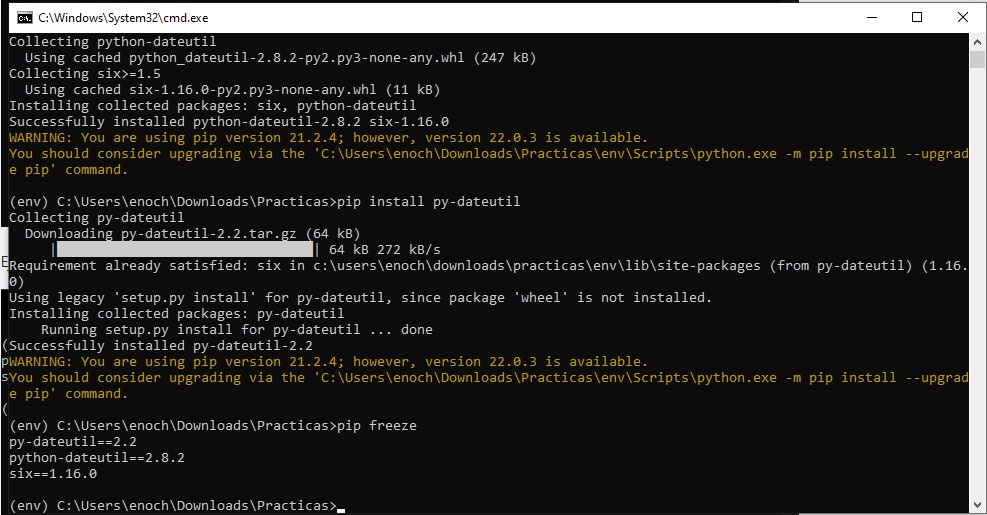 C:\Windows\System32\cmd.exe
Collecting python-dateutil
  Using cached python_dateutil-2.8.2-py2.py3-none-any.whl (247 kB)
Collecting six>=1.5
  Using cached six-1.16.0-py2.py3-none-any.whl (11 kB)
Installing collected packages: six, python-dateutil
Successfully installed python-dateutil-2.8.2 six-1.16.0
WARNING: You are using pip version 21.2.4; however, version 22.0.3 is available.
You should consider upgrading via the 'C:\Users\enoch\Downloads\Practicas\env\Scripts\python.exe -m pip install --upgrad
e pip' command.
(env) C:\Users\enoch\Downloads\Practicas>pip install py-dateutil
Collecting py-dateutil
  Downloading py-dateutil-2.2.tar.gz (64 kB)
     |████████████████████████████████| 64 kB 272 kB/s
Requirement already satisfied: six in c:\users\enoch\downloads\practicas\env\lib\site-packages (from py-dateutil) (1.16.
0)
Using legacy 'setup.py install' for py-dateutil, since package 'wheel' is not installed.
Installing collected packages: py-dateutil
    Running setup.py install for py-dateutil ... done
Successfully installed py-dateutil-2.2
WARNING: You are using pip version 21.2.4; however, version 22.0.3 is available.
You should consider upgrading via the 'C:\Users\enoch\Downloads\Practicas\env\Scripts\python.exe -m pip install --upgrad
e pip' command.
(env) C:\Users\enoch\Downloads\Practicas>pip freeze
py-dateutil==2.2
python-dateutil==2.8.2
six==1.16.0
(env) C:\Users\enoch\Downloads\Practicas>